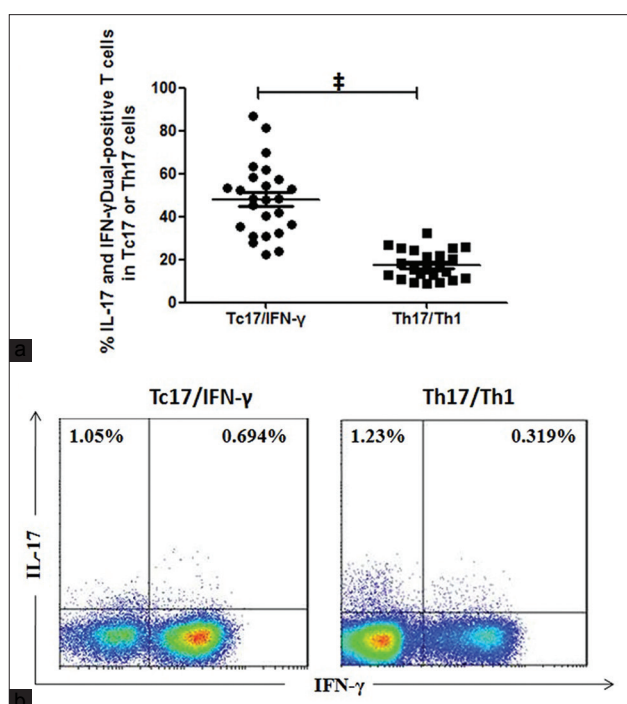 % IL-17 and IFN-γDual-positive T cells
in Tc17 or Th17 cells
100
80
60
40
20
0
‡
Tc17/IFN-γ
Th17/Th1
a
Tc17/IFN-γ
Th17/Th1
1.05%
0.694%
1.23%
0.319%
IL-17
IFN-γ
b